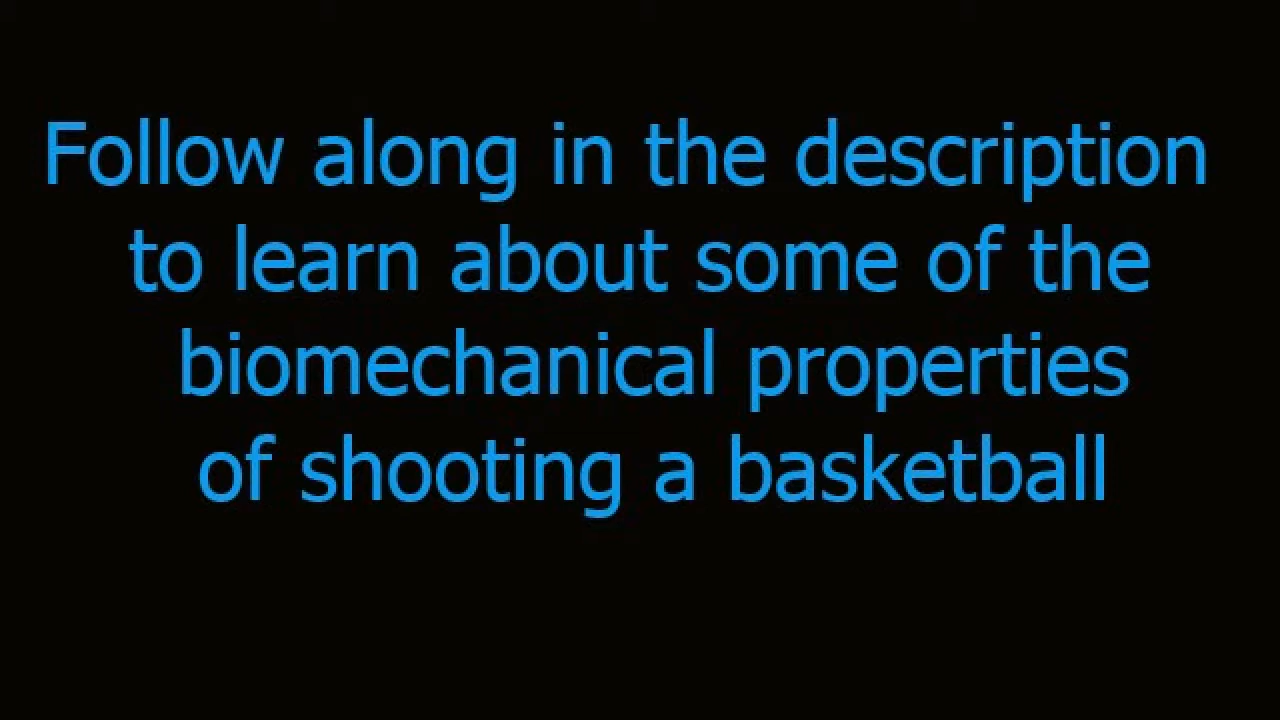 Follow along in the description
to learn about some of the
biomechanical properties
of shooting a basketball